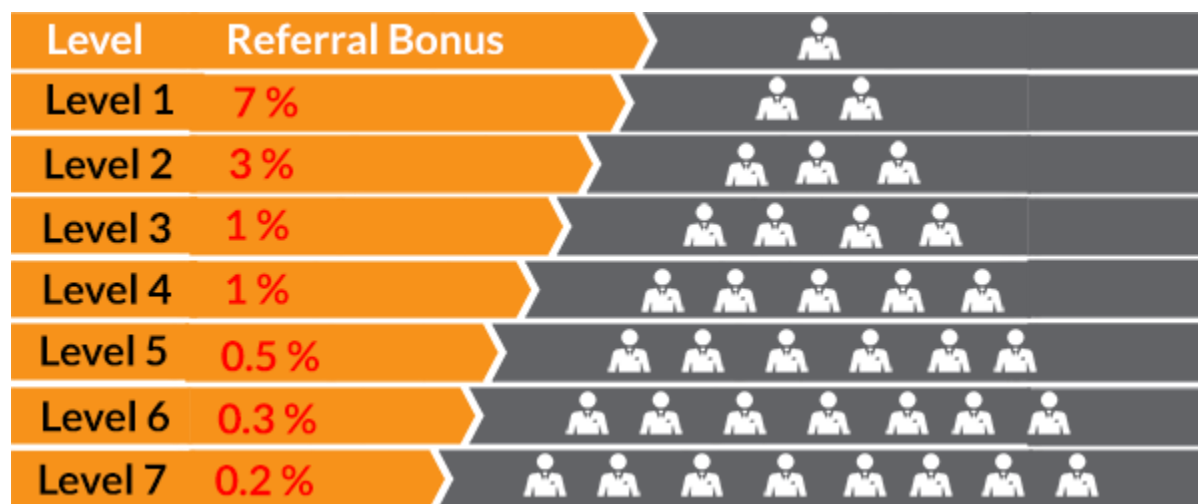 Level Referral Bonus
Level 1 7 %
Level 2 3 %
Level 3 1 %
Level 4 1 %
Level 5 0.5 %
Level 6 0.3 %
Level 7 0.2 %